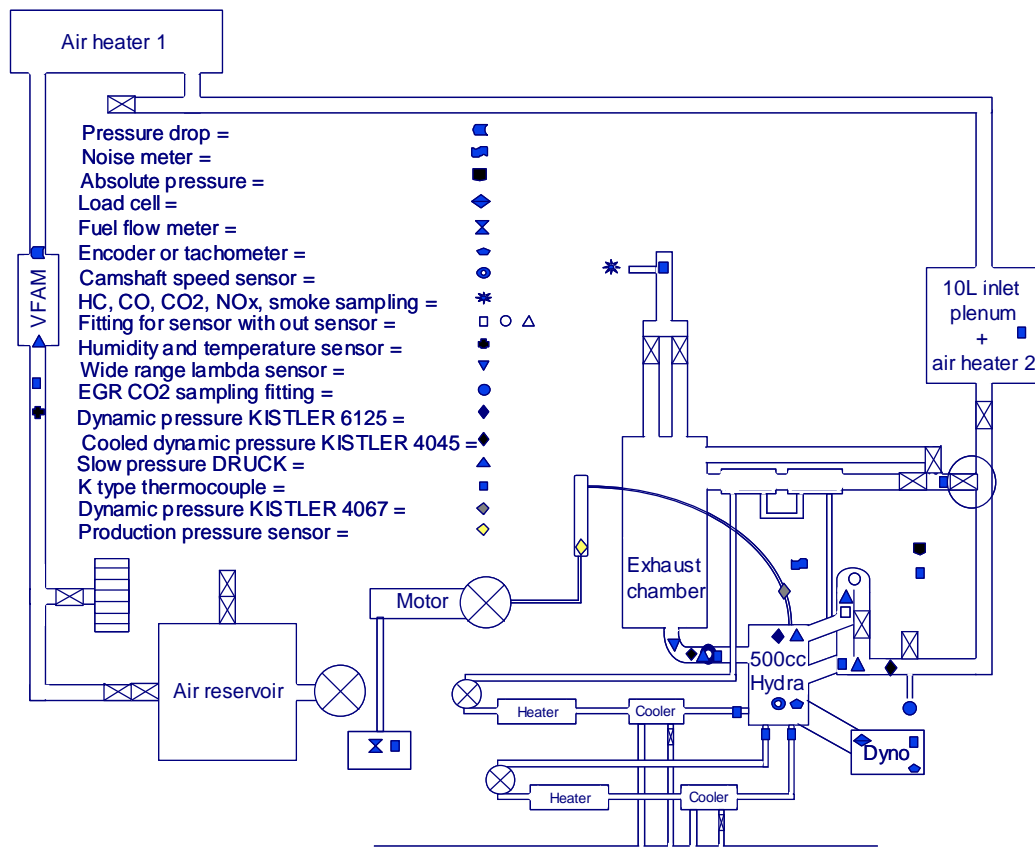 Air heater 1
Pressure drop =
Noise meter =
Absolute pressure =
Load cell =
Fuel flow meter =
Encoder or tachometer =
Camshaft speed sensor =
HC, CO, CO2, NOx, smoke sampling =
Fitting for sensor with out sensor =
Humidity and temperature sensor =
Wide range lambda sensor =
EGR CO2 sampling fitting =
Dynamic pressure KISTLER 6125 =
Cooled dynamic pressure KISTLER 4045 =
Slow pressure DRUCK =
K type thermocouple =
Dynamic pressure KISTLER 4067 =
Production pressure sensor =
VFAM
10L inlet
plenum
+
air heater 2
Exhaust
chamber
Motor
Air reservoir
500cc
Hydra
Heater
Cooler
Dyno
Heater
Cooler